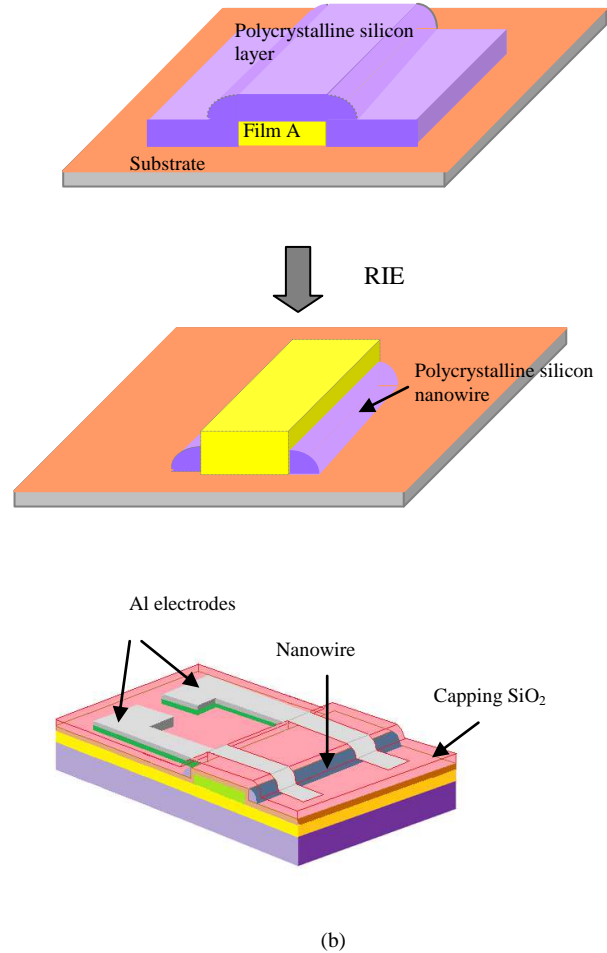 Polycrystalline silicon
layer
Film A
Substrate
RIE
Polycrystalline silicon
nanowire
Al electrodes
Nanowire
Capping SiO₂
(b)